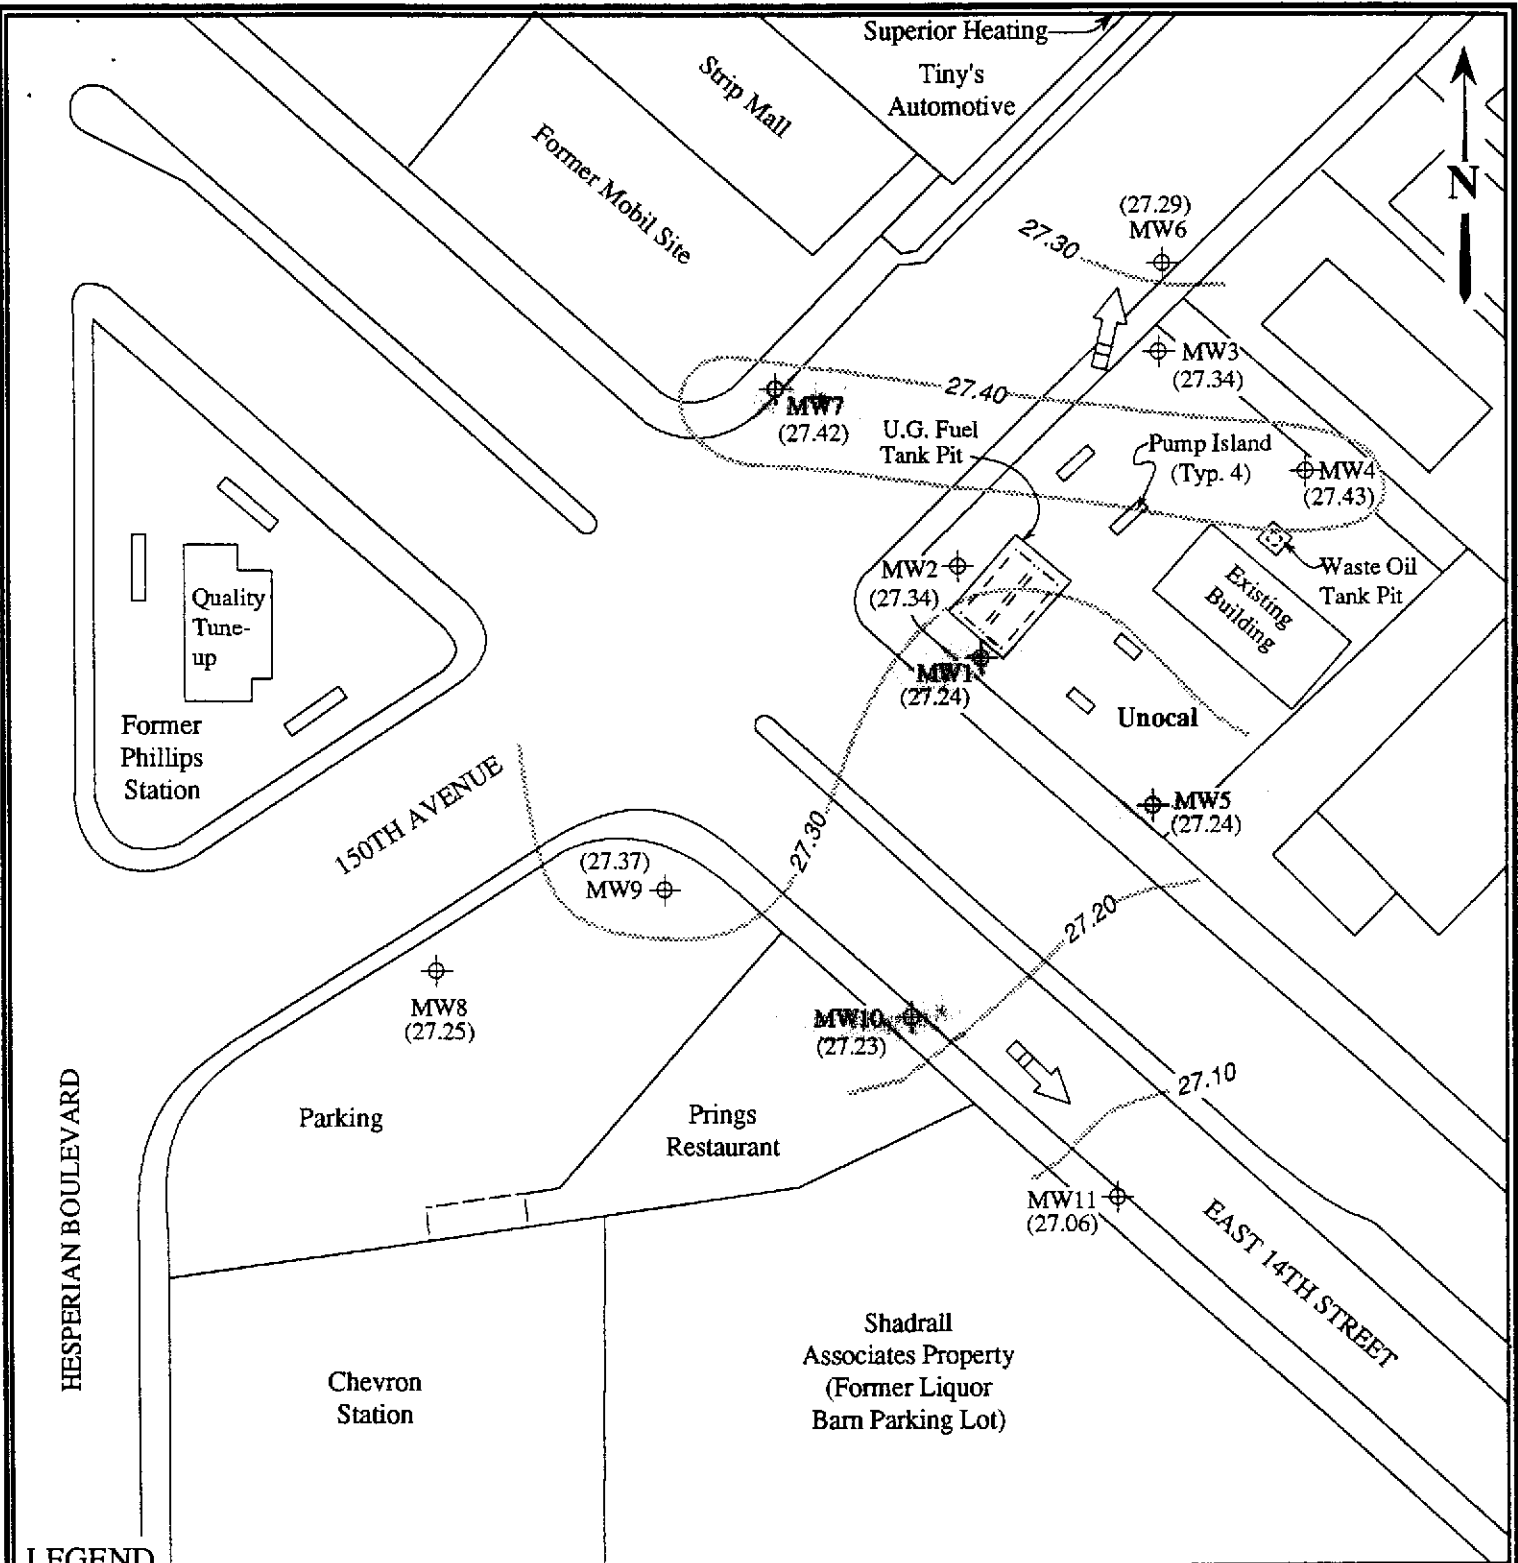 Superior Heating
Tiny's
Automotive
Strip Mall
Former Mobil Site
N
(27.29)
MW6
27.30
MW3
(27.34)
27.40
MW7
(27.42)
U.G. Fuel
Tank Pit
Pump Island
(Typ. 4)
MW4
(27.43)
MW2
(27.34)
Waste Oil
Tank Pit
Existing
Building
Quality
Tune-
up
MW1
(27.24)
Unocal
Former
Phillips
Station
150TH AVENUE
MW5
(27.24)
27.30
(27.37)
MW9
27.20
MW8
(27.25)
MW10
(27.23)
27.10
Parking
Prings
Restaurant
MW11
(27.06)
HESPERIAN BOULEVARD
EAST 14TH STREET
Shadrall
Associates Property
(Former Liquor
Barn Parking Lot)
Chevron
Station
LEGEND